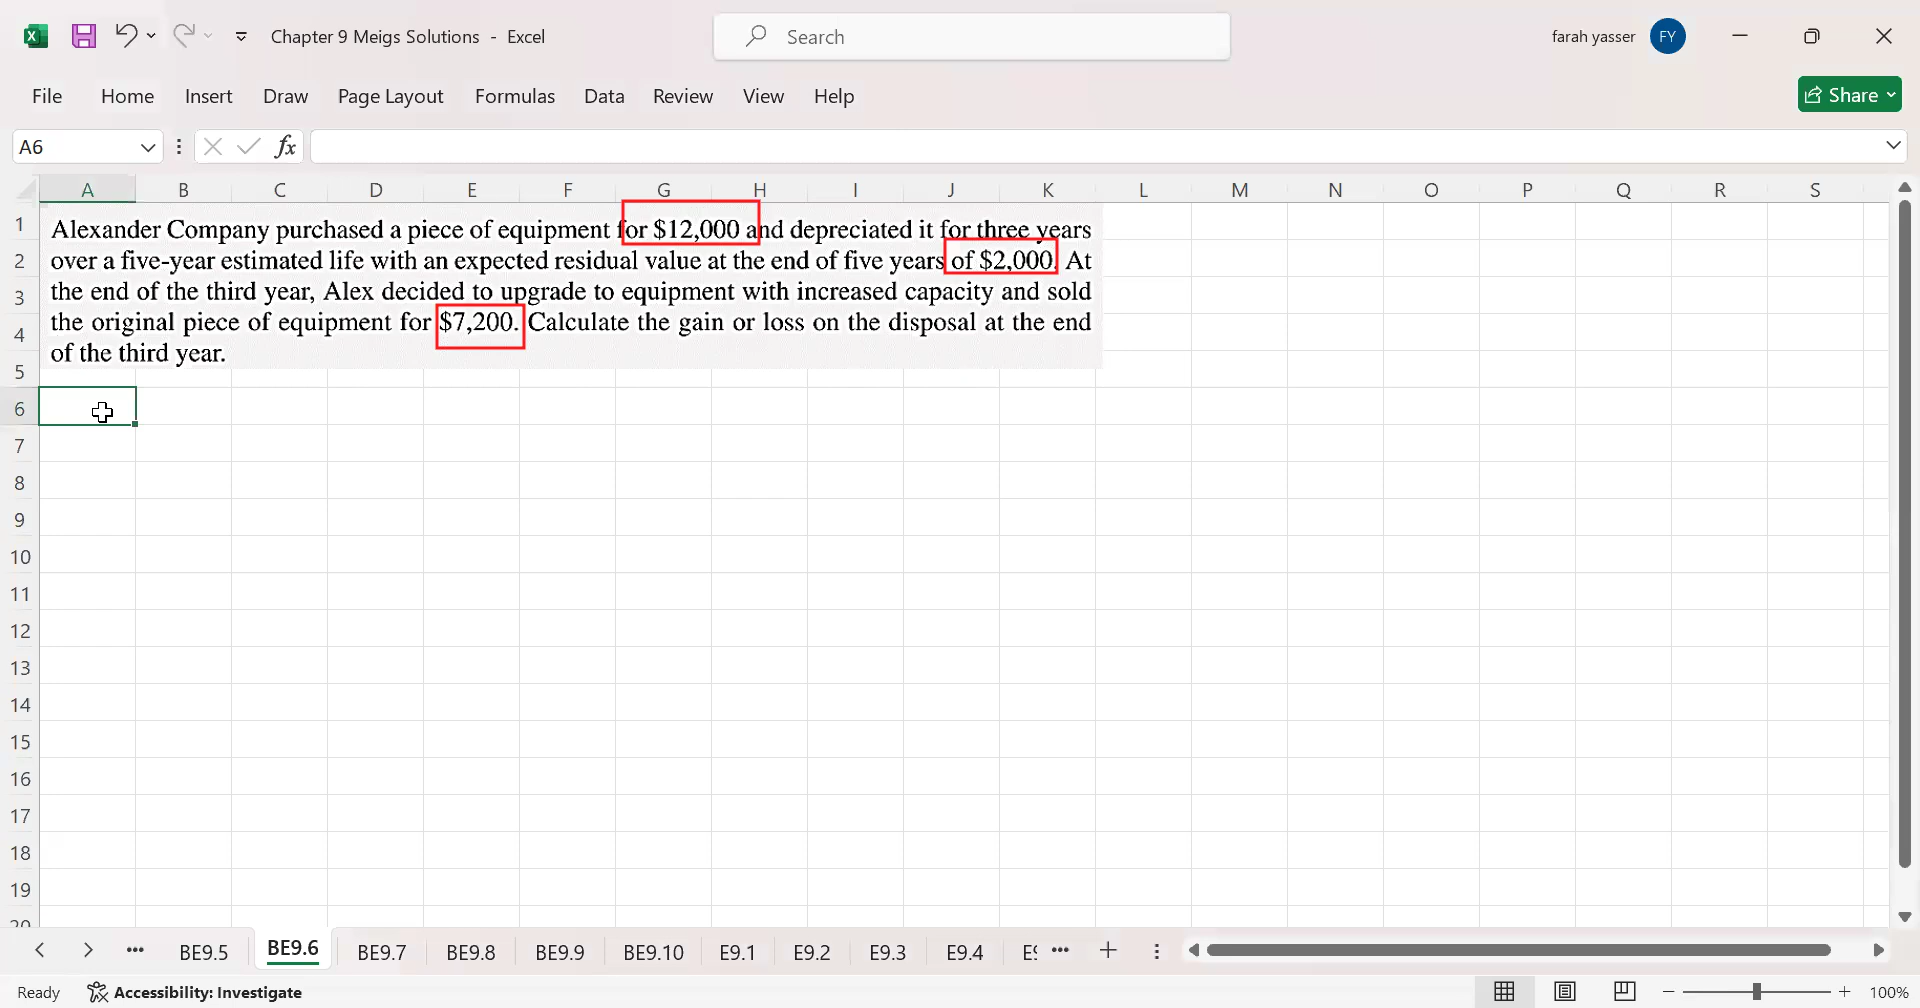 Chapter 9 Meigs Solutions - Excel
Search
farah yasser FY
File Home Insert Draw Page Layout Formulas Data Review View Help
Share
A6
fx
A B C D E F G H I J K L M N O P Q R S
1
Alexander Company purchased a piece of equipment for $12,000 and depreciated it for three years
2
over a five-year estimated life with an expected residual value at the end of five years of $2,000. At
3
the end of the third year, Alex decided to upgrade to equipment with increased capacity and sold
4
the original piece of equipment for $7,200. Calculate the gain or loss on the disposal at the end
of the third year.
5
6
7
8
9
10
11
12
13
14
15
16
17
18
19
20
BE9.5 BE9.6 BE9.7 BE9.8 BE9.9 BE9.10 E9.1 E9.2 E9.3 E9.4
Ready Accessibility: Investigate 100%